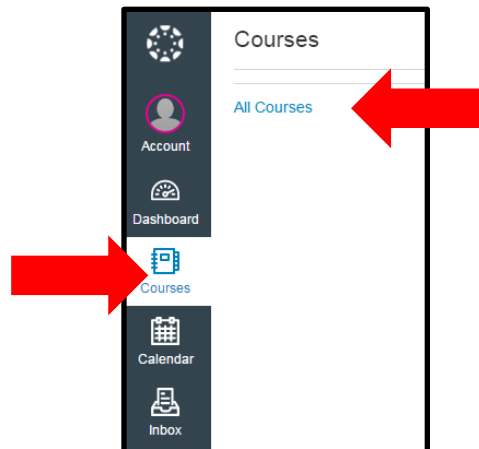 Courses
All Courses
Account
Dashboard
Courses
Calendar
Inbox